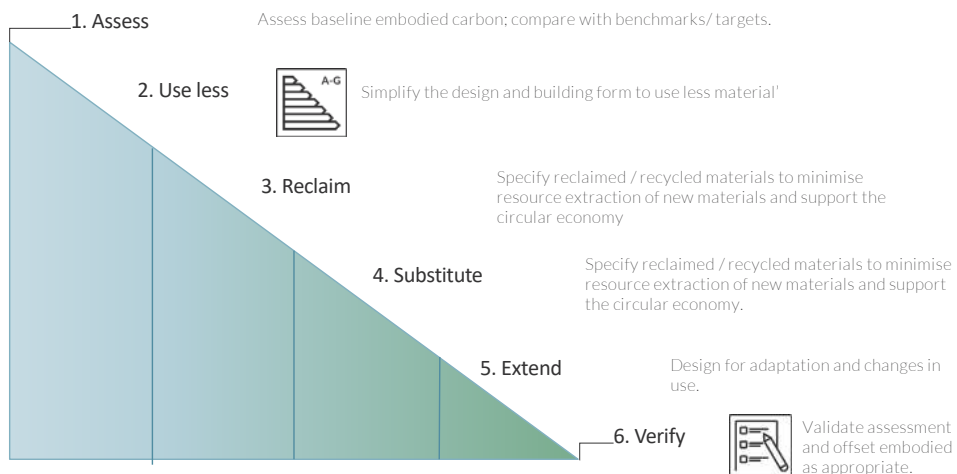 1. Assess
Assess baseline embodied carbon; compare with benchmarks/ targets.
2. Use less
A-G
Simplify the design and building form to use less material'
3. Reclaim
Specify reclaimed / recycled materials to minimise
resource extraction of new materials and support the
circular economy
4. Substitute
Specify reclaimed / recycled materials to minimise
resource extraction of new materials and support
the circular economy.
5. Extend
Design for adaptation and changes in
use.
6. Verify
Validate assessment
and offset embodied
as appropriate.